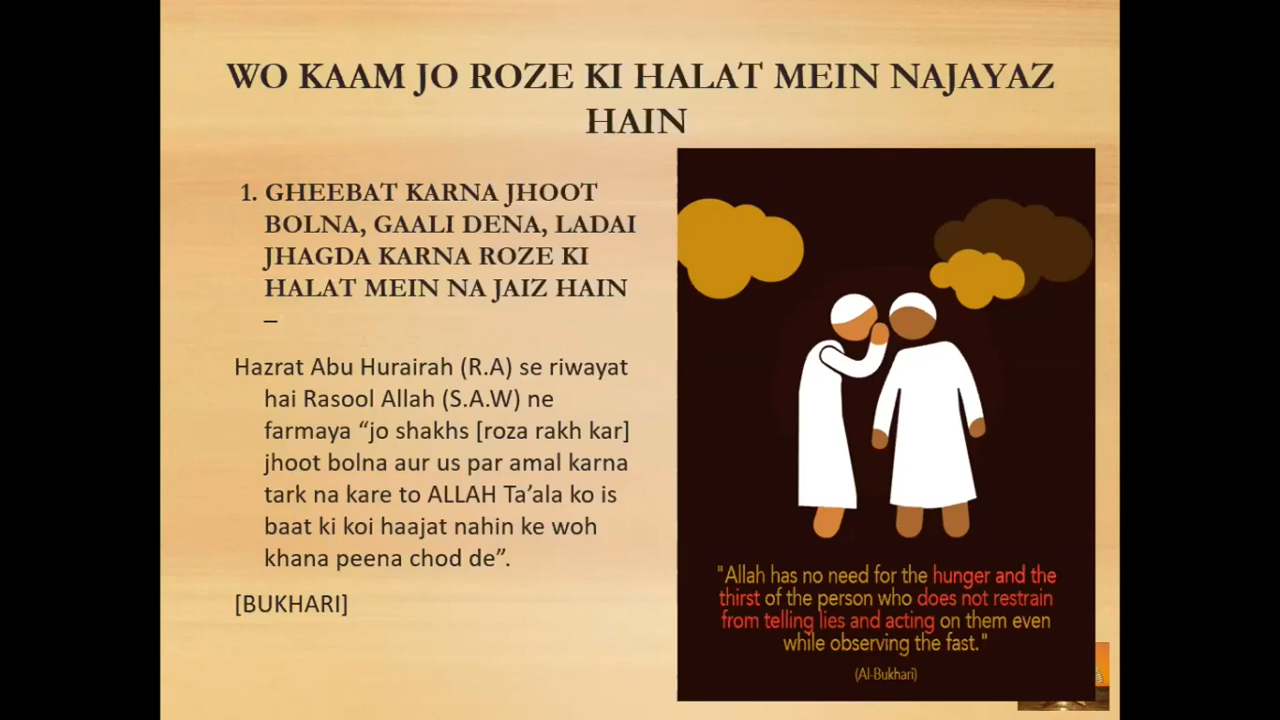 WO KAAM JO ROZE KI HALAT MEIN NAJAYAZ
HAIN
1. GHEEBAT KARNA JHOOT
BOLNA, GAALI DENA, LADAI
JHAGDA KARNA ROZE KI
HALAT MEIN NA JAIZ HAIN
–
Hazrat Abu Hurairah (R.A) se riwayat
hai Rasool Allah (S.A.W) ne
farmaya “jo shakhs [roza rakh kar]
jhoot bolna aur us par amal karna
tark na kare to ALLAH Ta’ala ko is
baat ki koi haajat nahin ke woh
khana peena chod de”.
[BUKHARI]
"Allah has no need for the hunger and the
thirst of the person who does not restrain
from telling lies and acting on them even
while observing the fast."
(Al-Bukhari)